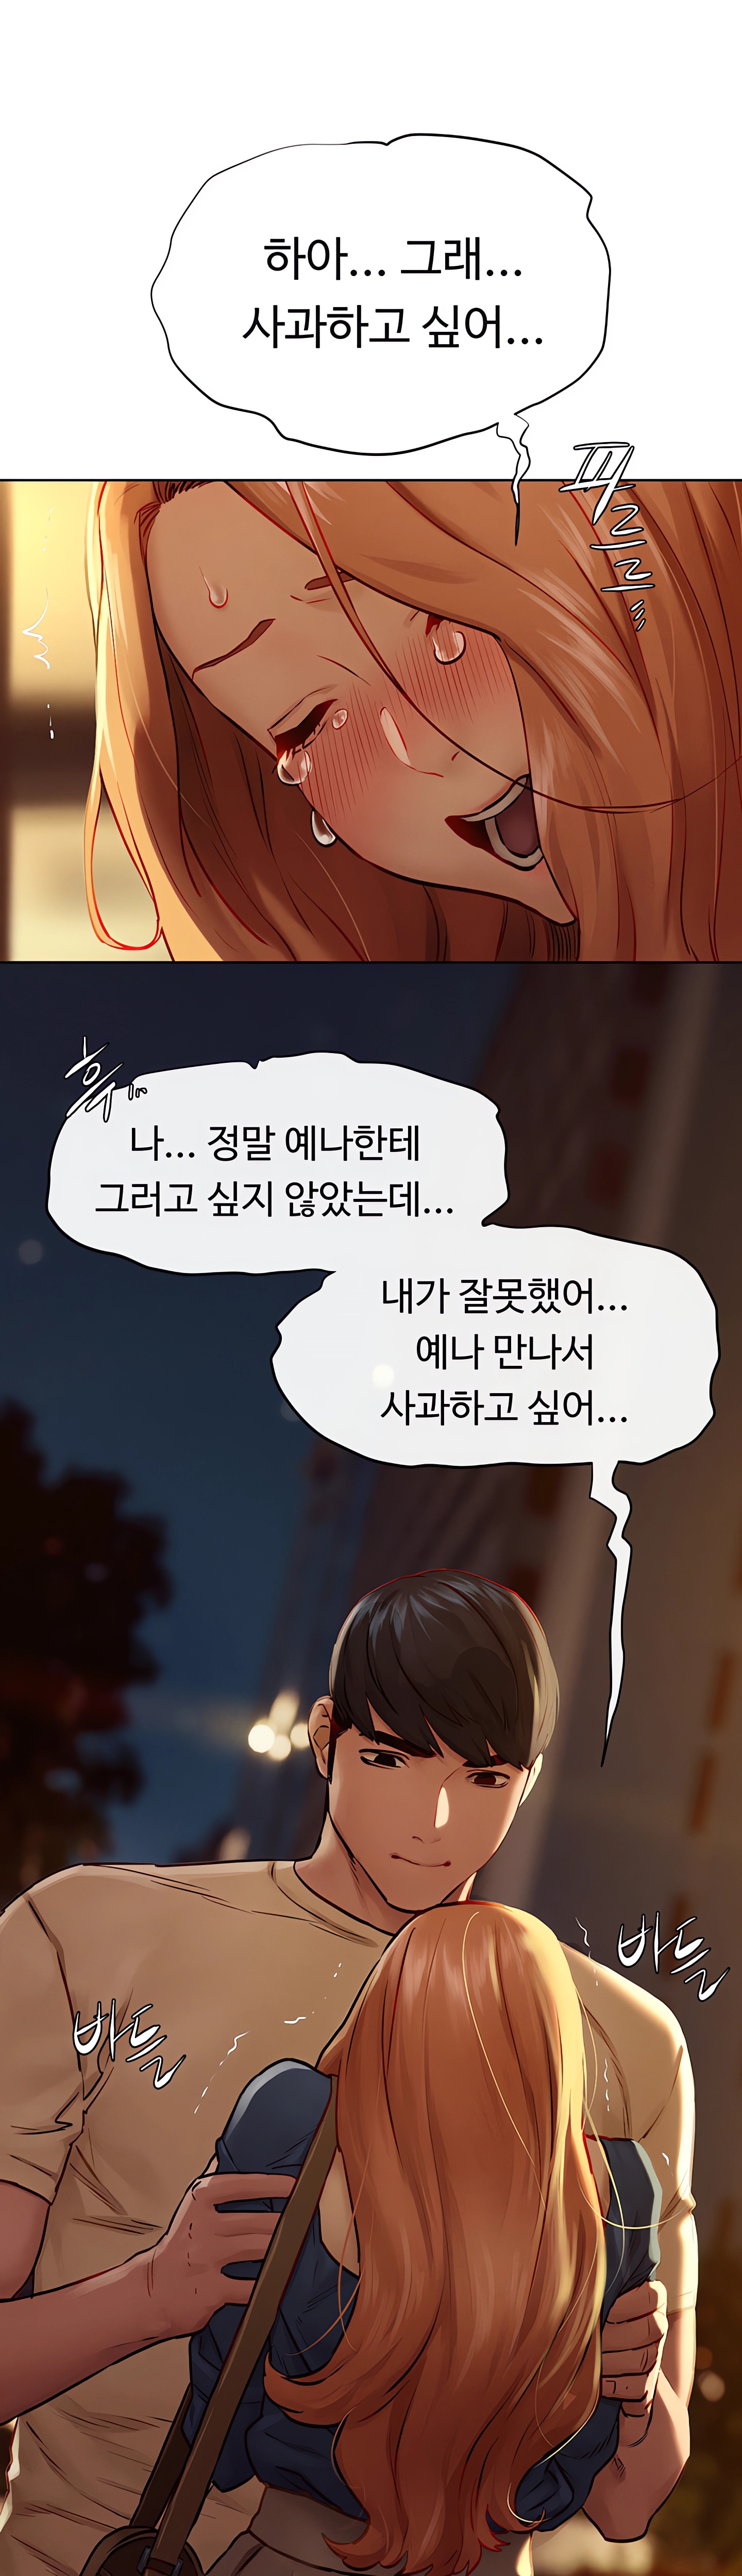 하아... 그래...
사과하고 싶어...
파르르
흑
나... 정말 예나한테
그러고 싶지 않았는데...
내가 잘못했어...
예나 만나서
사과하고 싶어...
바들
바들